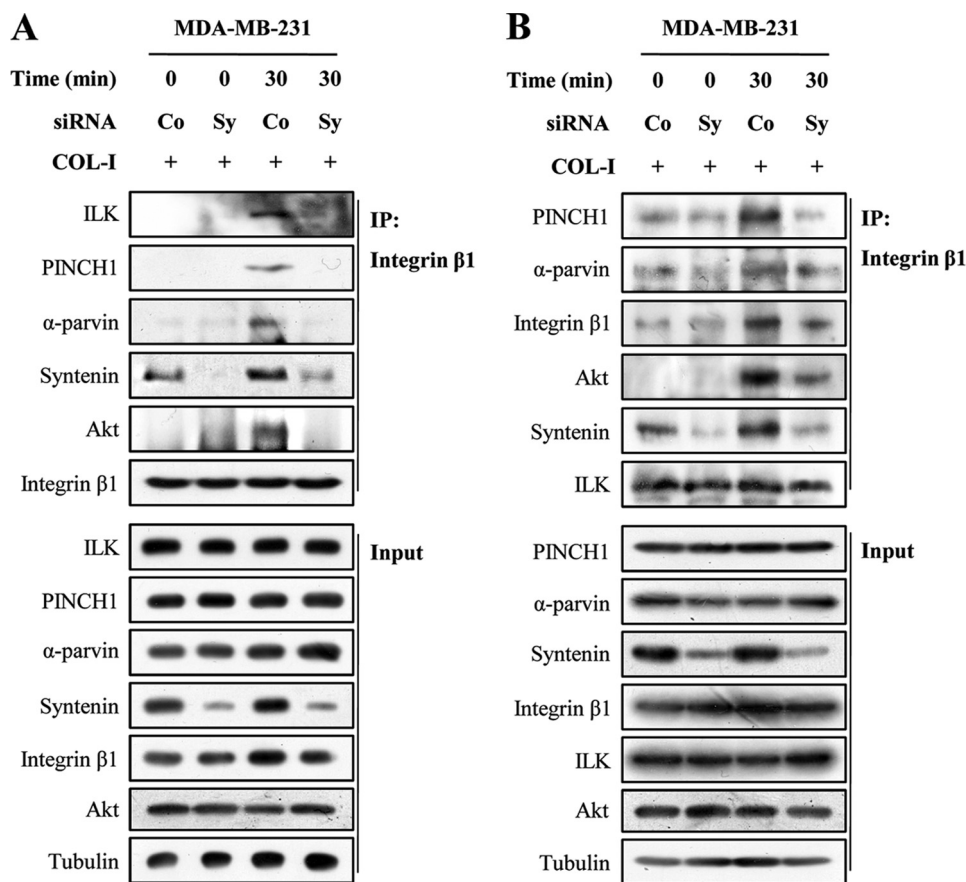 A
MDA-MB-231
Time (min) 0 0 30 30
siRNA Co Sy Co Sy
COL-I + + + +
ILK
IP:
PINCH1
Integrin β1
α-parvin
Syntenin
Akt
Integrin β1
ILK
Input
PINCH1
α-parvin
Syntenin
Integrin β1
Akt
Tubulin
B
MDA-MB-231
Time (min) 0 0 30 30
siRNA Co Sy Co Sy
COL-I + + + +
PINCH1
IP:
α-parvin
Integrin β1
Integrin β1
Akt
Syntenin
ILK
PINCH1
Input
α-parvin
Syntenin
Integrin β1
ILK
Akt
Tubulin